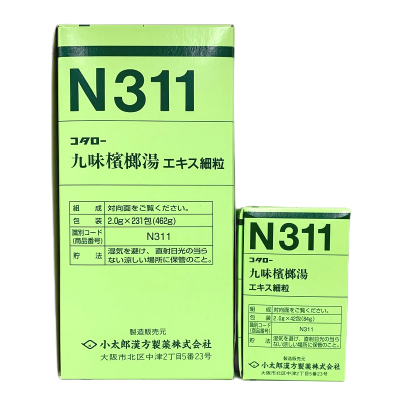 N311
コタロー
九味檳榔湯 エキス細粒
組成 対向面をご覧ください。
包装 2.0g×231包(462g)
識別コード(商品番号) N311
貯法 湿気を避け、直射日光の当らない涼しい場所に保管のこと。
製造販売元
小太郎漢方製薬株式会社
大阪市北区中津2丁目5番23号
N311
コタロー
九味檳榔湯
エキス細粒
組成 対向面をご覧ください。
包装 2.0g×42包(84g)
識別コード(商品番号) N311
貯法 湿気を避け、直射日光の当らない涼しい場所に保管のこと。
製造販売元
小太郎漢方製薬株式会社
大阪市北区中津2丁目5番23号